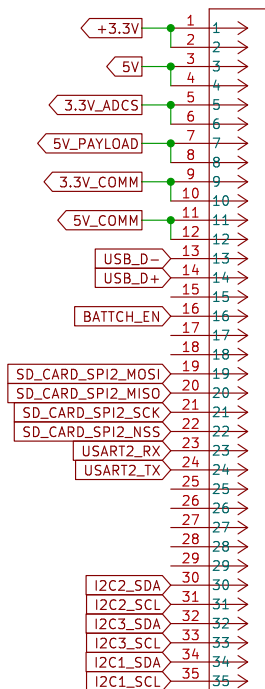 +3.3V 1 1
2 2
5V 3 3
4 4
3.3V_ADCS 5 5
6 6
5V_PAYLOAD 7 7
8 8
3.3V_COMM 9 9
10 10
5V_COMM 11 11
12 12
USB_D- 13 13
USB_D+ 14 14
15 15
BATTCH_EN 16 16
17 17
18 18
SD_CARD_SPI2_MOSI 19 19
SD_CARD_SPI2_MISO 20 20
SD_CARD_SPI2_SCK 21 21
SD_CARD_SPI2_NSS 22 22
USART2_RX 23 23
USART2_TX 24 24
25 25
26 26
27 27
28 28
29 29
I2C2_SDA 30 30
I2C2_SCL 31 31
I2C3_SDA 32 32
I2C3_SCL 33 33
I2C1_SDA 34 34
I2C1_SCL 35 35